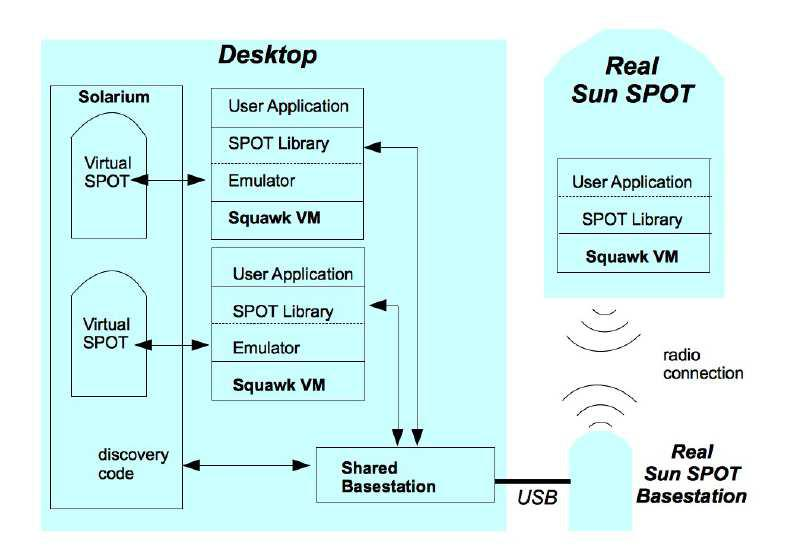 Desktop
Solarium
Virtual
SPOT
User Application
SPOT Library
Emulator
Squawk VM
Virtual
SPOT
User Application
SPOT Library
Emulator
Squawk VM
discovery
code
Shared
Basestation
USB
Real
Sun SPOT
User Application
SPOT Library
Squawk VM
radio
connection
Real
Sun SPOT
Basestation